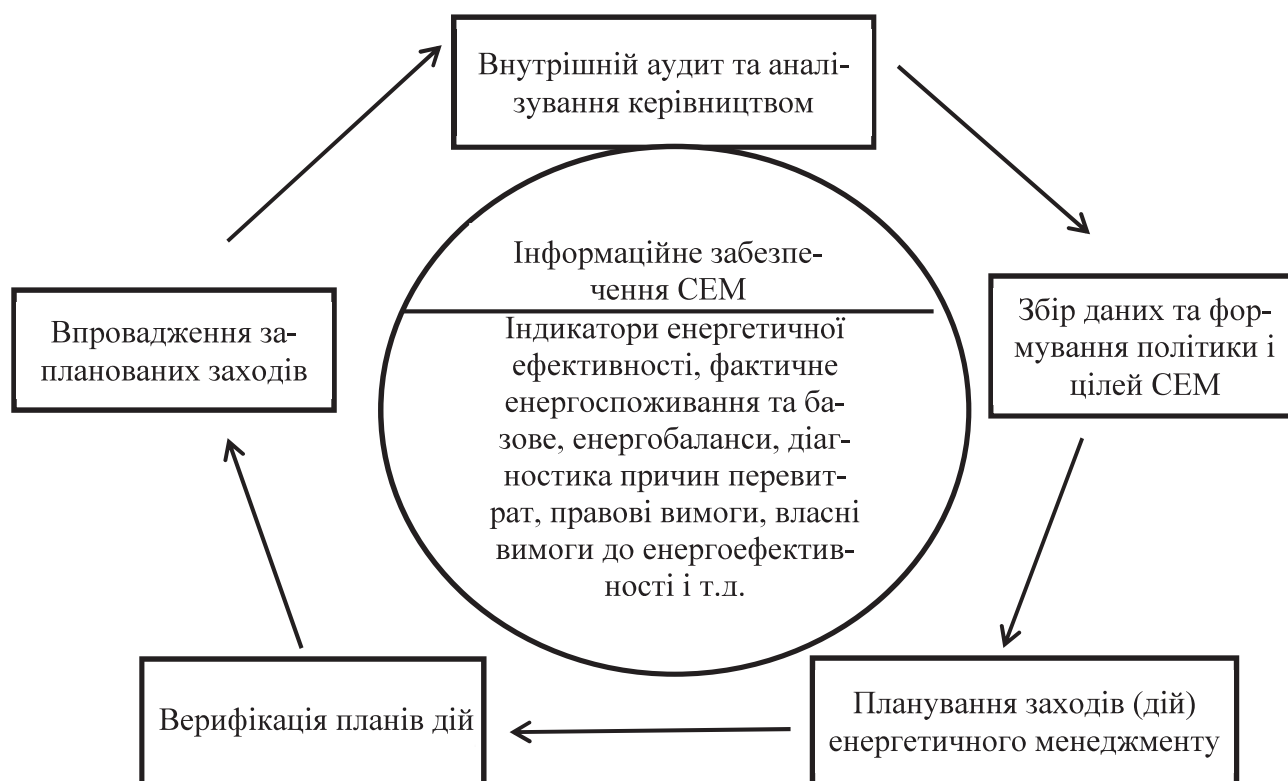 Внутрішній аудит та аналі-
зування керівництвом
Інформаційне забезпе-
чення СЕМ
Індикатори енергетичної
ефективності, фактичне
енергоспоживання та ба-
зове, енергобаланси, діаг-
ностика причин перевит-
рат, правові вимоги, власні
вимоги до енергоефектив-
ності і т.д.
Збір даних та фор-
мування політики і
цілей СЕМ
Планування заходів (дій)
енергетичного менеджменту
Верифікація планів дій
Впровадження за-
планованих заходів